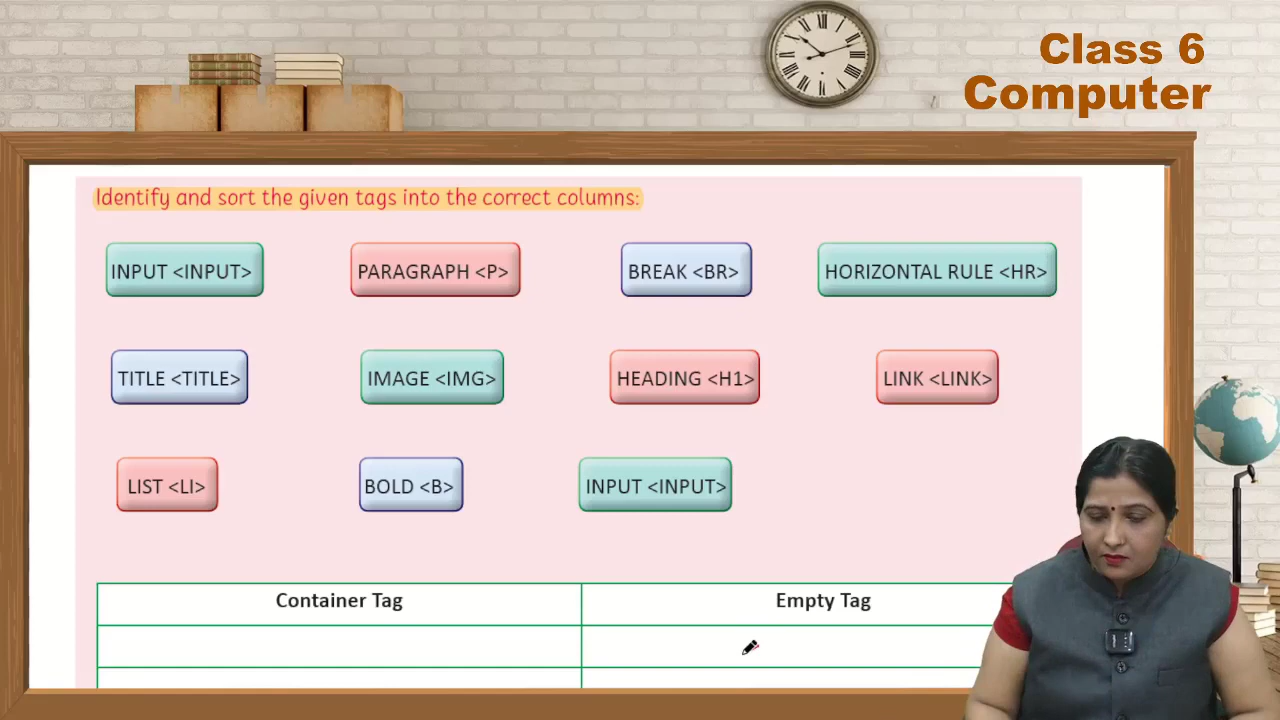 Class 6
Computer
Identify and sort the given tags into the correct columns:
INPUT <INPUT>
PARAGRAPH <P>
BREAK <BR>
HORIZONTAL RULE <HR>
TITLE <TITLE>
IMAGE <IMG>
HEADING <H1>
LINK <LINK>
LIST <LI>
BOLD <B>
INPUT <INPUT>
Container Tag
Empty Tag